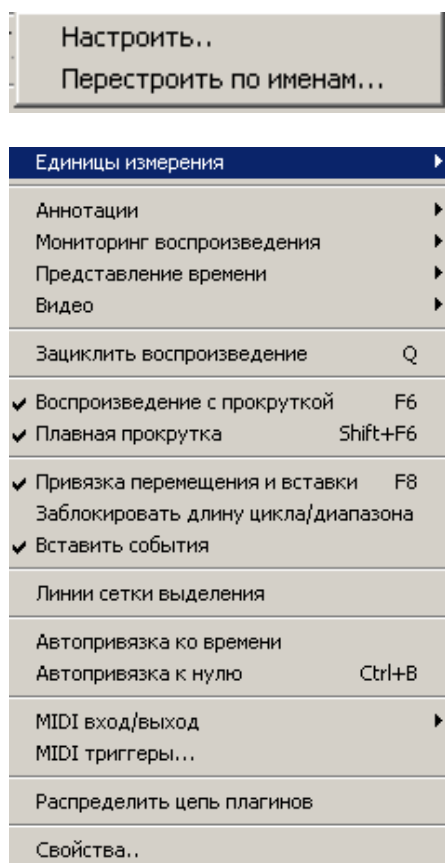 Настроить..
Перестроить по именам...
Единицы измерения
Аннотации
Мониторинг воспроизведения
Представление времени
Видео
Зациклить воспроизведение Q
Воспроизведение с прокруткой F6
Плавная прокрутка Shift+F6
Привязка перемещения и вставки F8
Заблокировать длину цикла/диапазона
Вставить события
Линии сетки выделения
Автопривязка ко времени
Автопривязка к нулю Ctrl+B
MIDI вход/выход
MIDI триггеры...
Распределить цепь плагинов
Свойства..